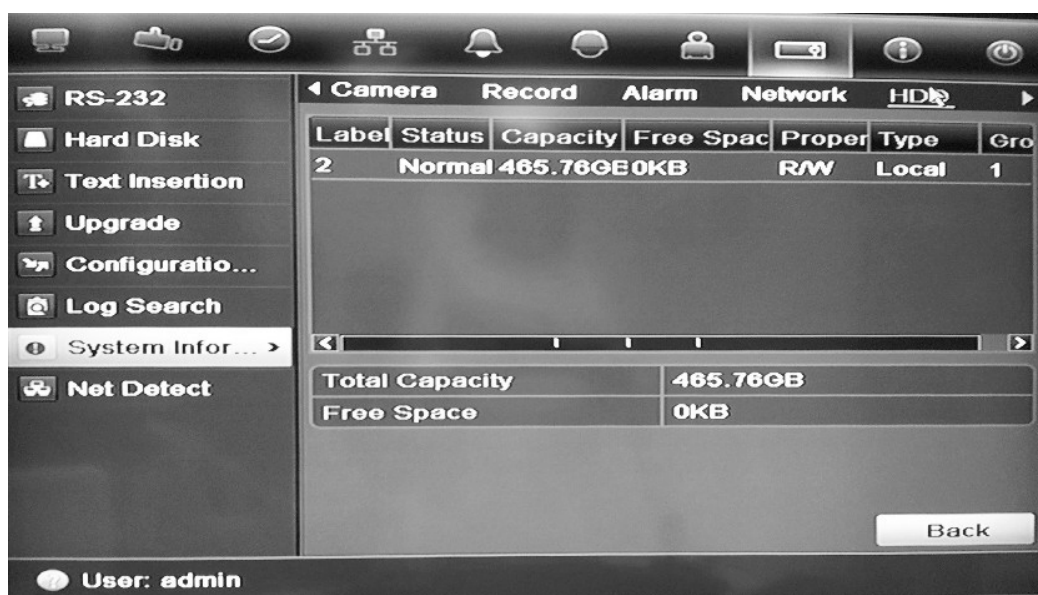 RS-232
Hard Disk
Text Insertion
Upgrade
Configuratio...
Log Search
System Infor... >
Net Detect
Camera Record Alarm Network HDD
Label Status Capacity Free Spac Proper Type Gro
2 Normal 465.76GB 0KB R/W Local 1
Total Capacity 465.76GB
Free Space 0KB
Back
User: admin